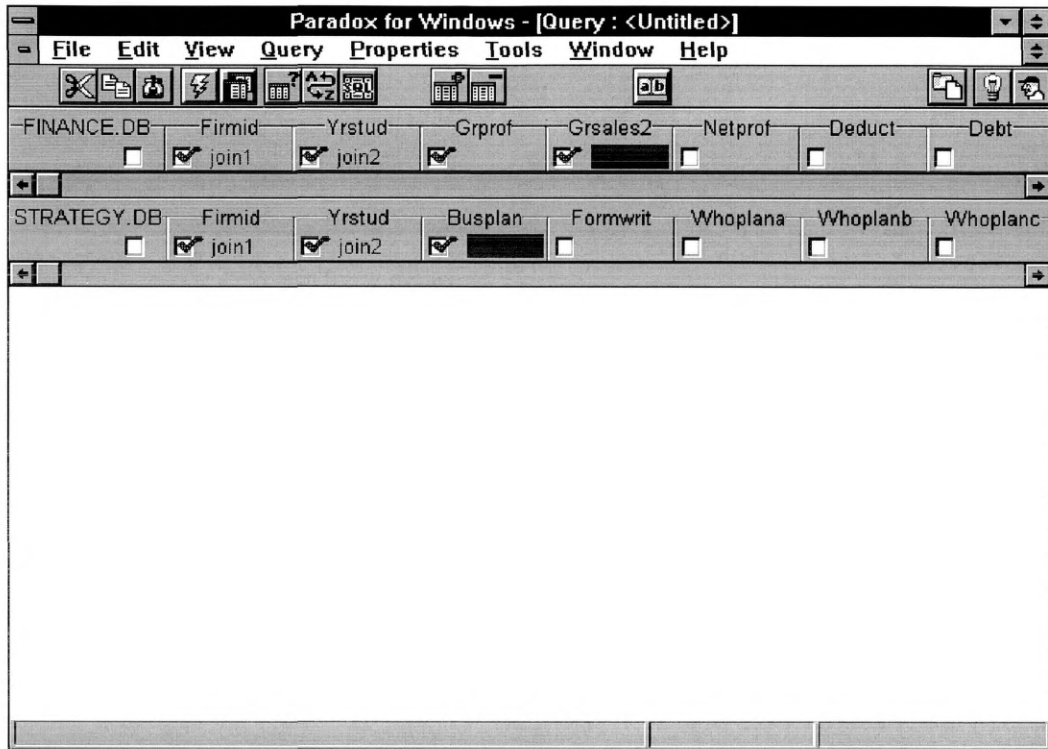 Paradox for Windows - [Query : <Untitled>]
File Edit View Query Properties Tools Window Help
FINANCE.DB Firmid Yrstud Grprof Grsales2 Netprof Deduct Debt
join1 join2
STRATEGY.DB Firmid Yrstud Busplan Formwrit Whoplana Whoplanb Whoplanc
join1 join2